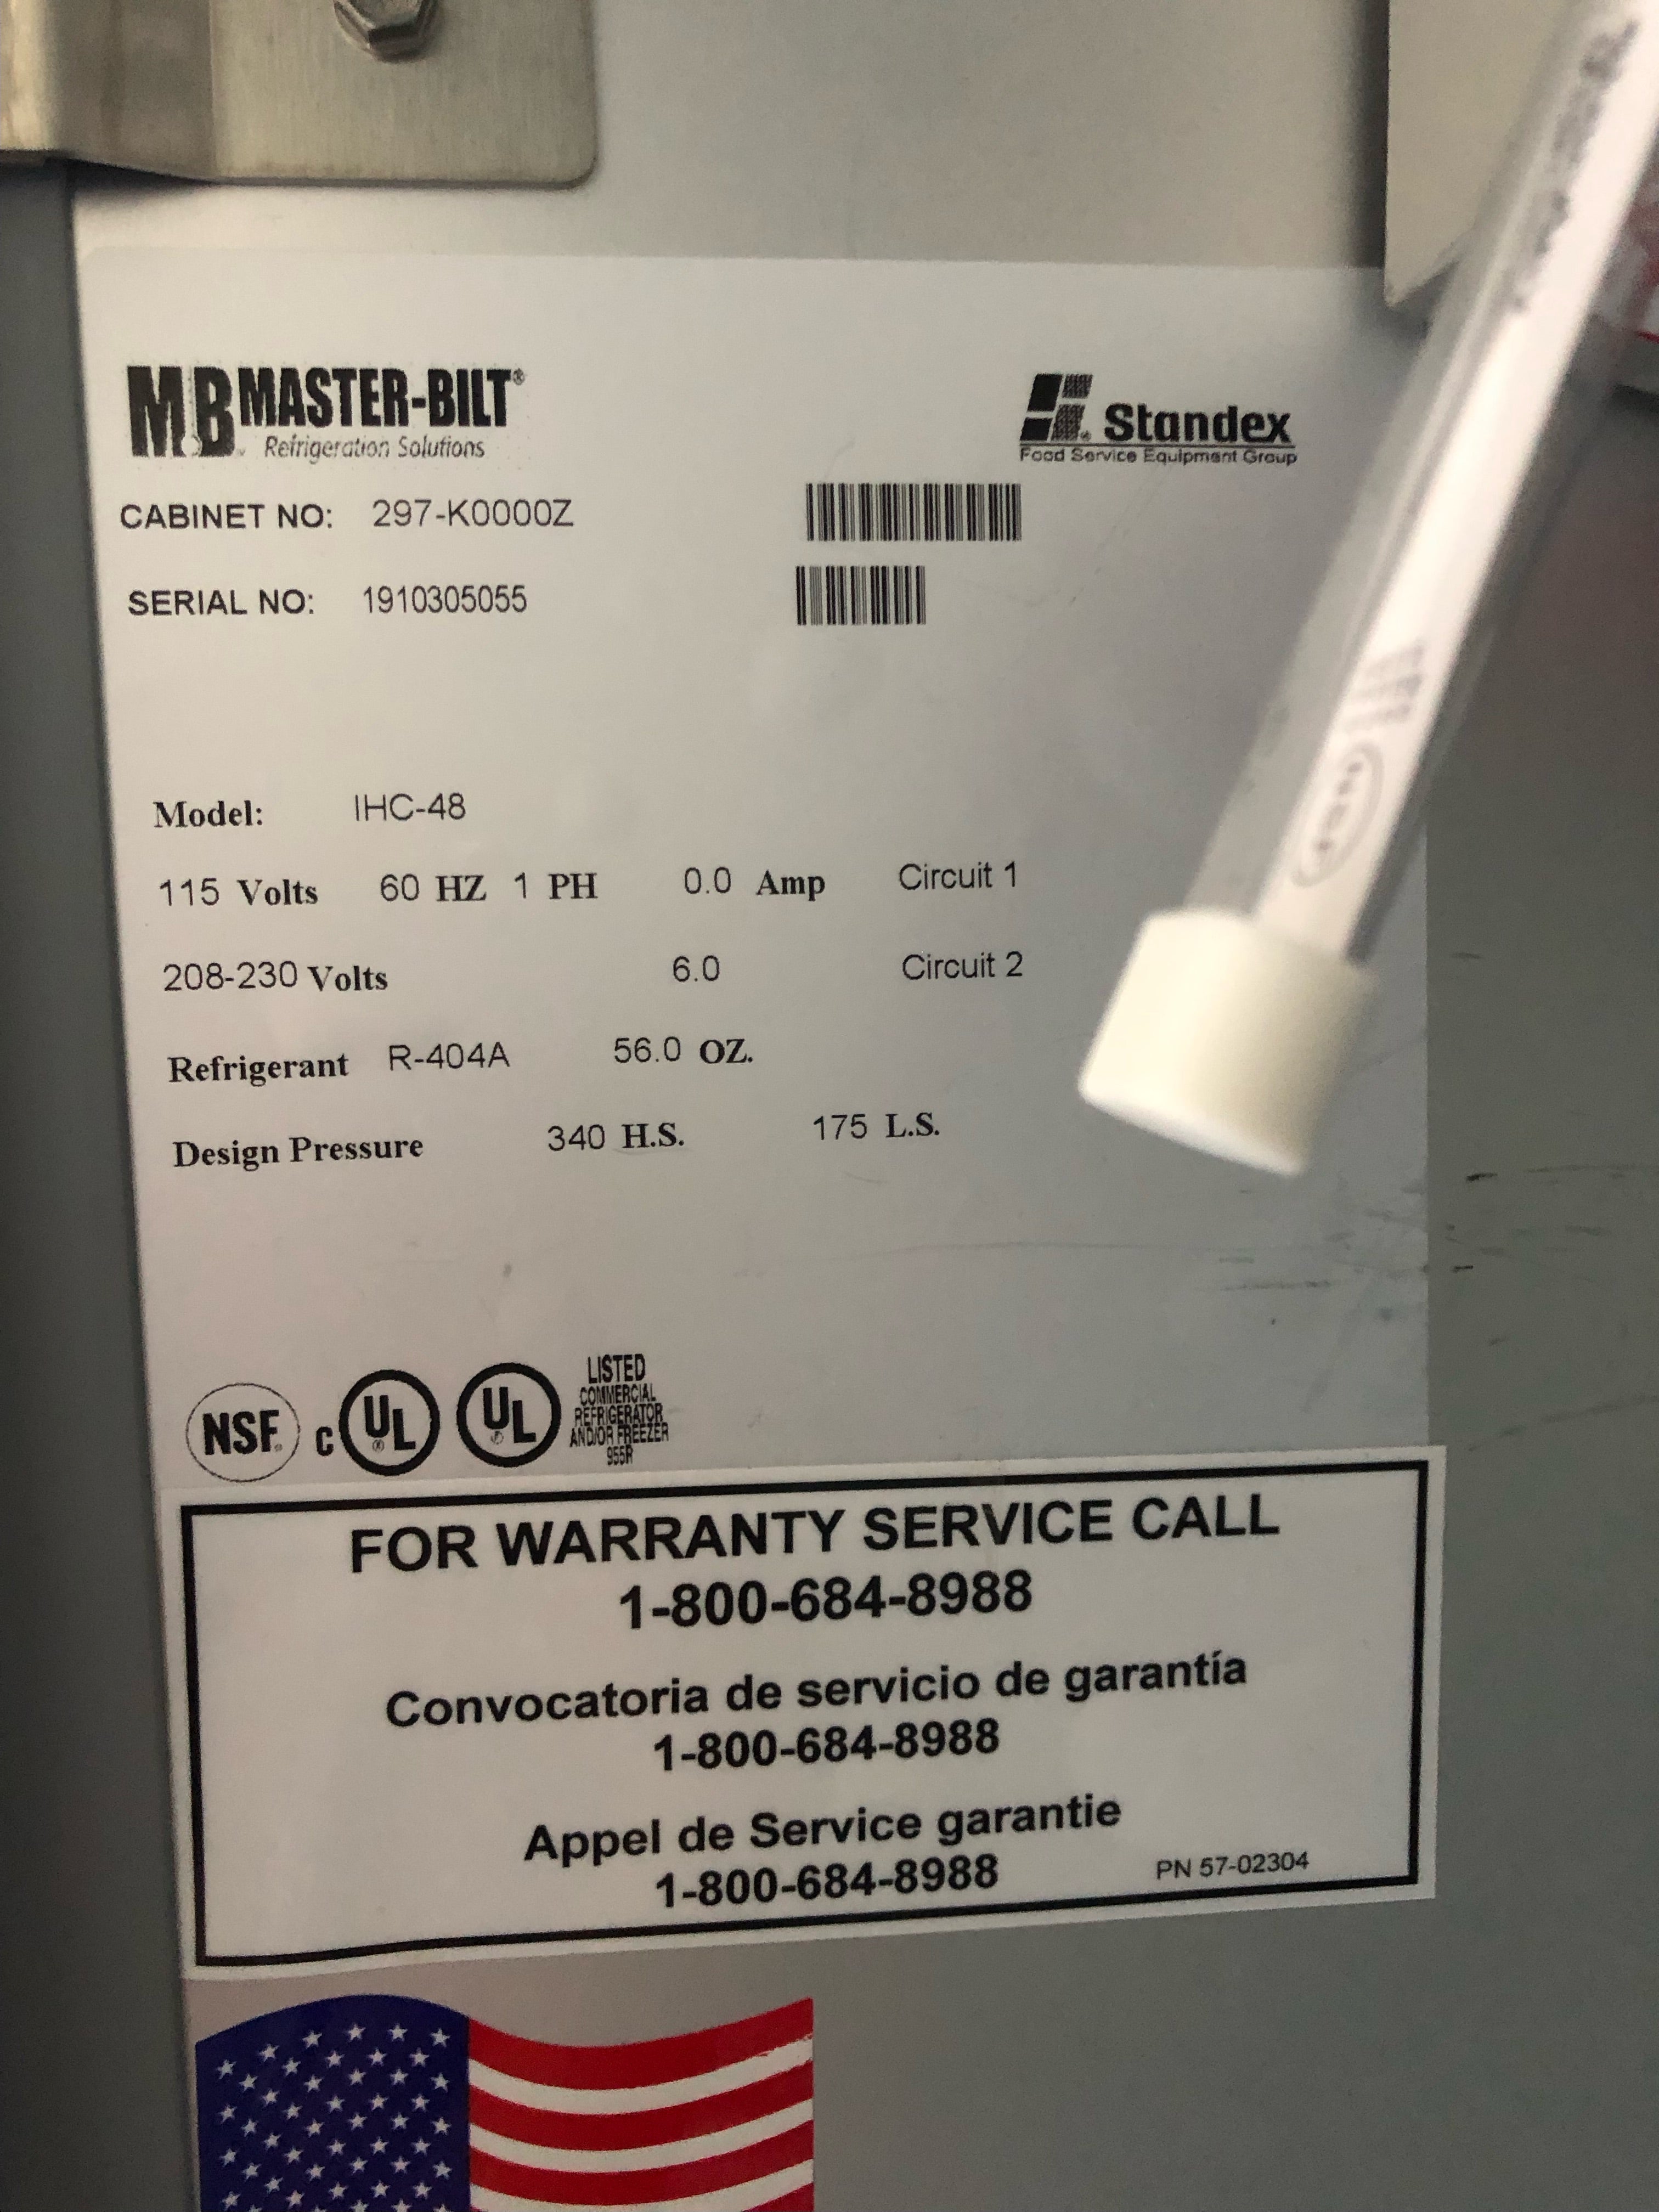 MB MASTER-BILT®
Refrigeration Solutions
Standex
Food Service Equipment Group
CABINET NO: 297-K0000Z
SERIAL NO: 1910305055
Model: IHC-48
115 Volts 60 HZ 1 PH 0.0 Amp Circuit 1
208-230 Volts 6.0 Circuit 2
Refrigerant R-404A 56.0 OZ.
Design Pressure 340 H.S. 175 L.S.
NSF® c UL® UL®
LISTED
COMMERCIAL
REFRIGERATOR
AND/OR FREEZER
955R
FOR WARRANTY SERVICE CALL
1-800-684-8988
Convocatoria de servicio de garantía
1-800-684-8988
Appel de Service garantie
1-800-684-8988
PN 57-02304